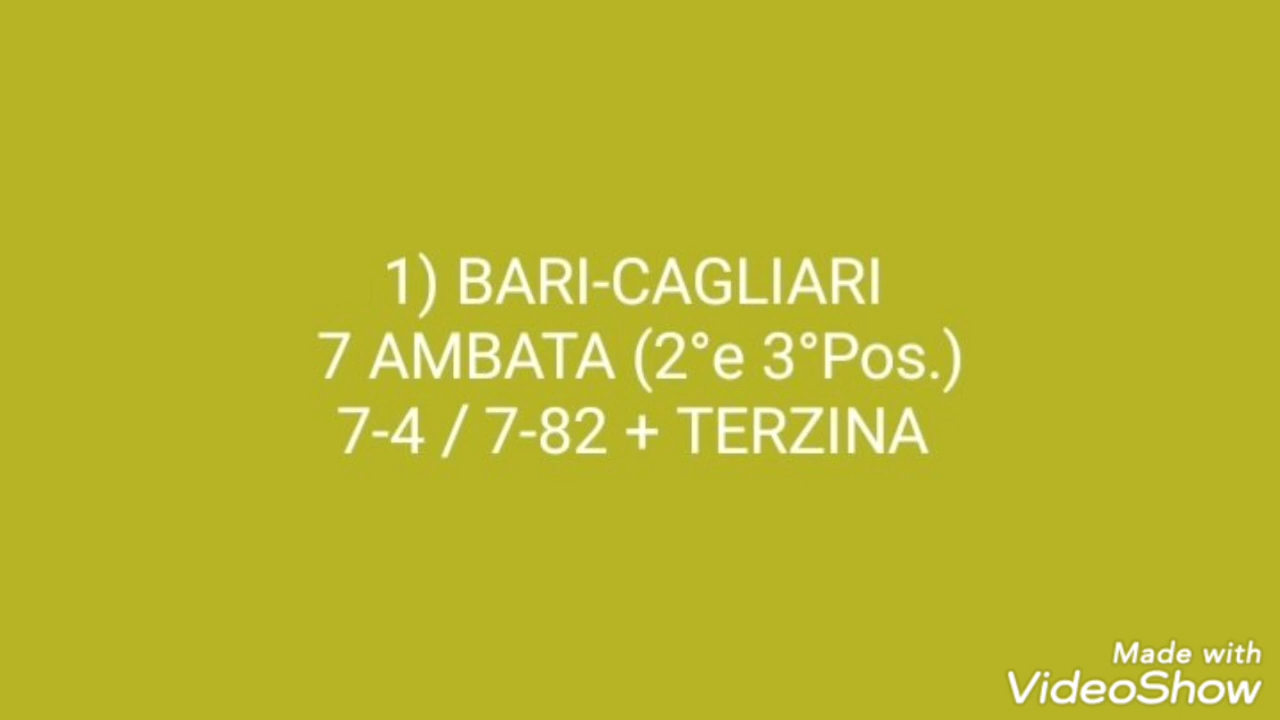 1) BARI-CAGLIARI
7 AMBATA (2°e 3°Pos.)
7-4 / 7-82 + TERZINA
Made with
VideoShow